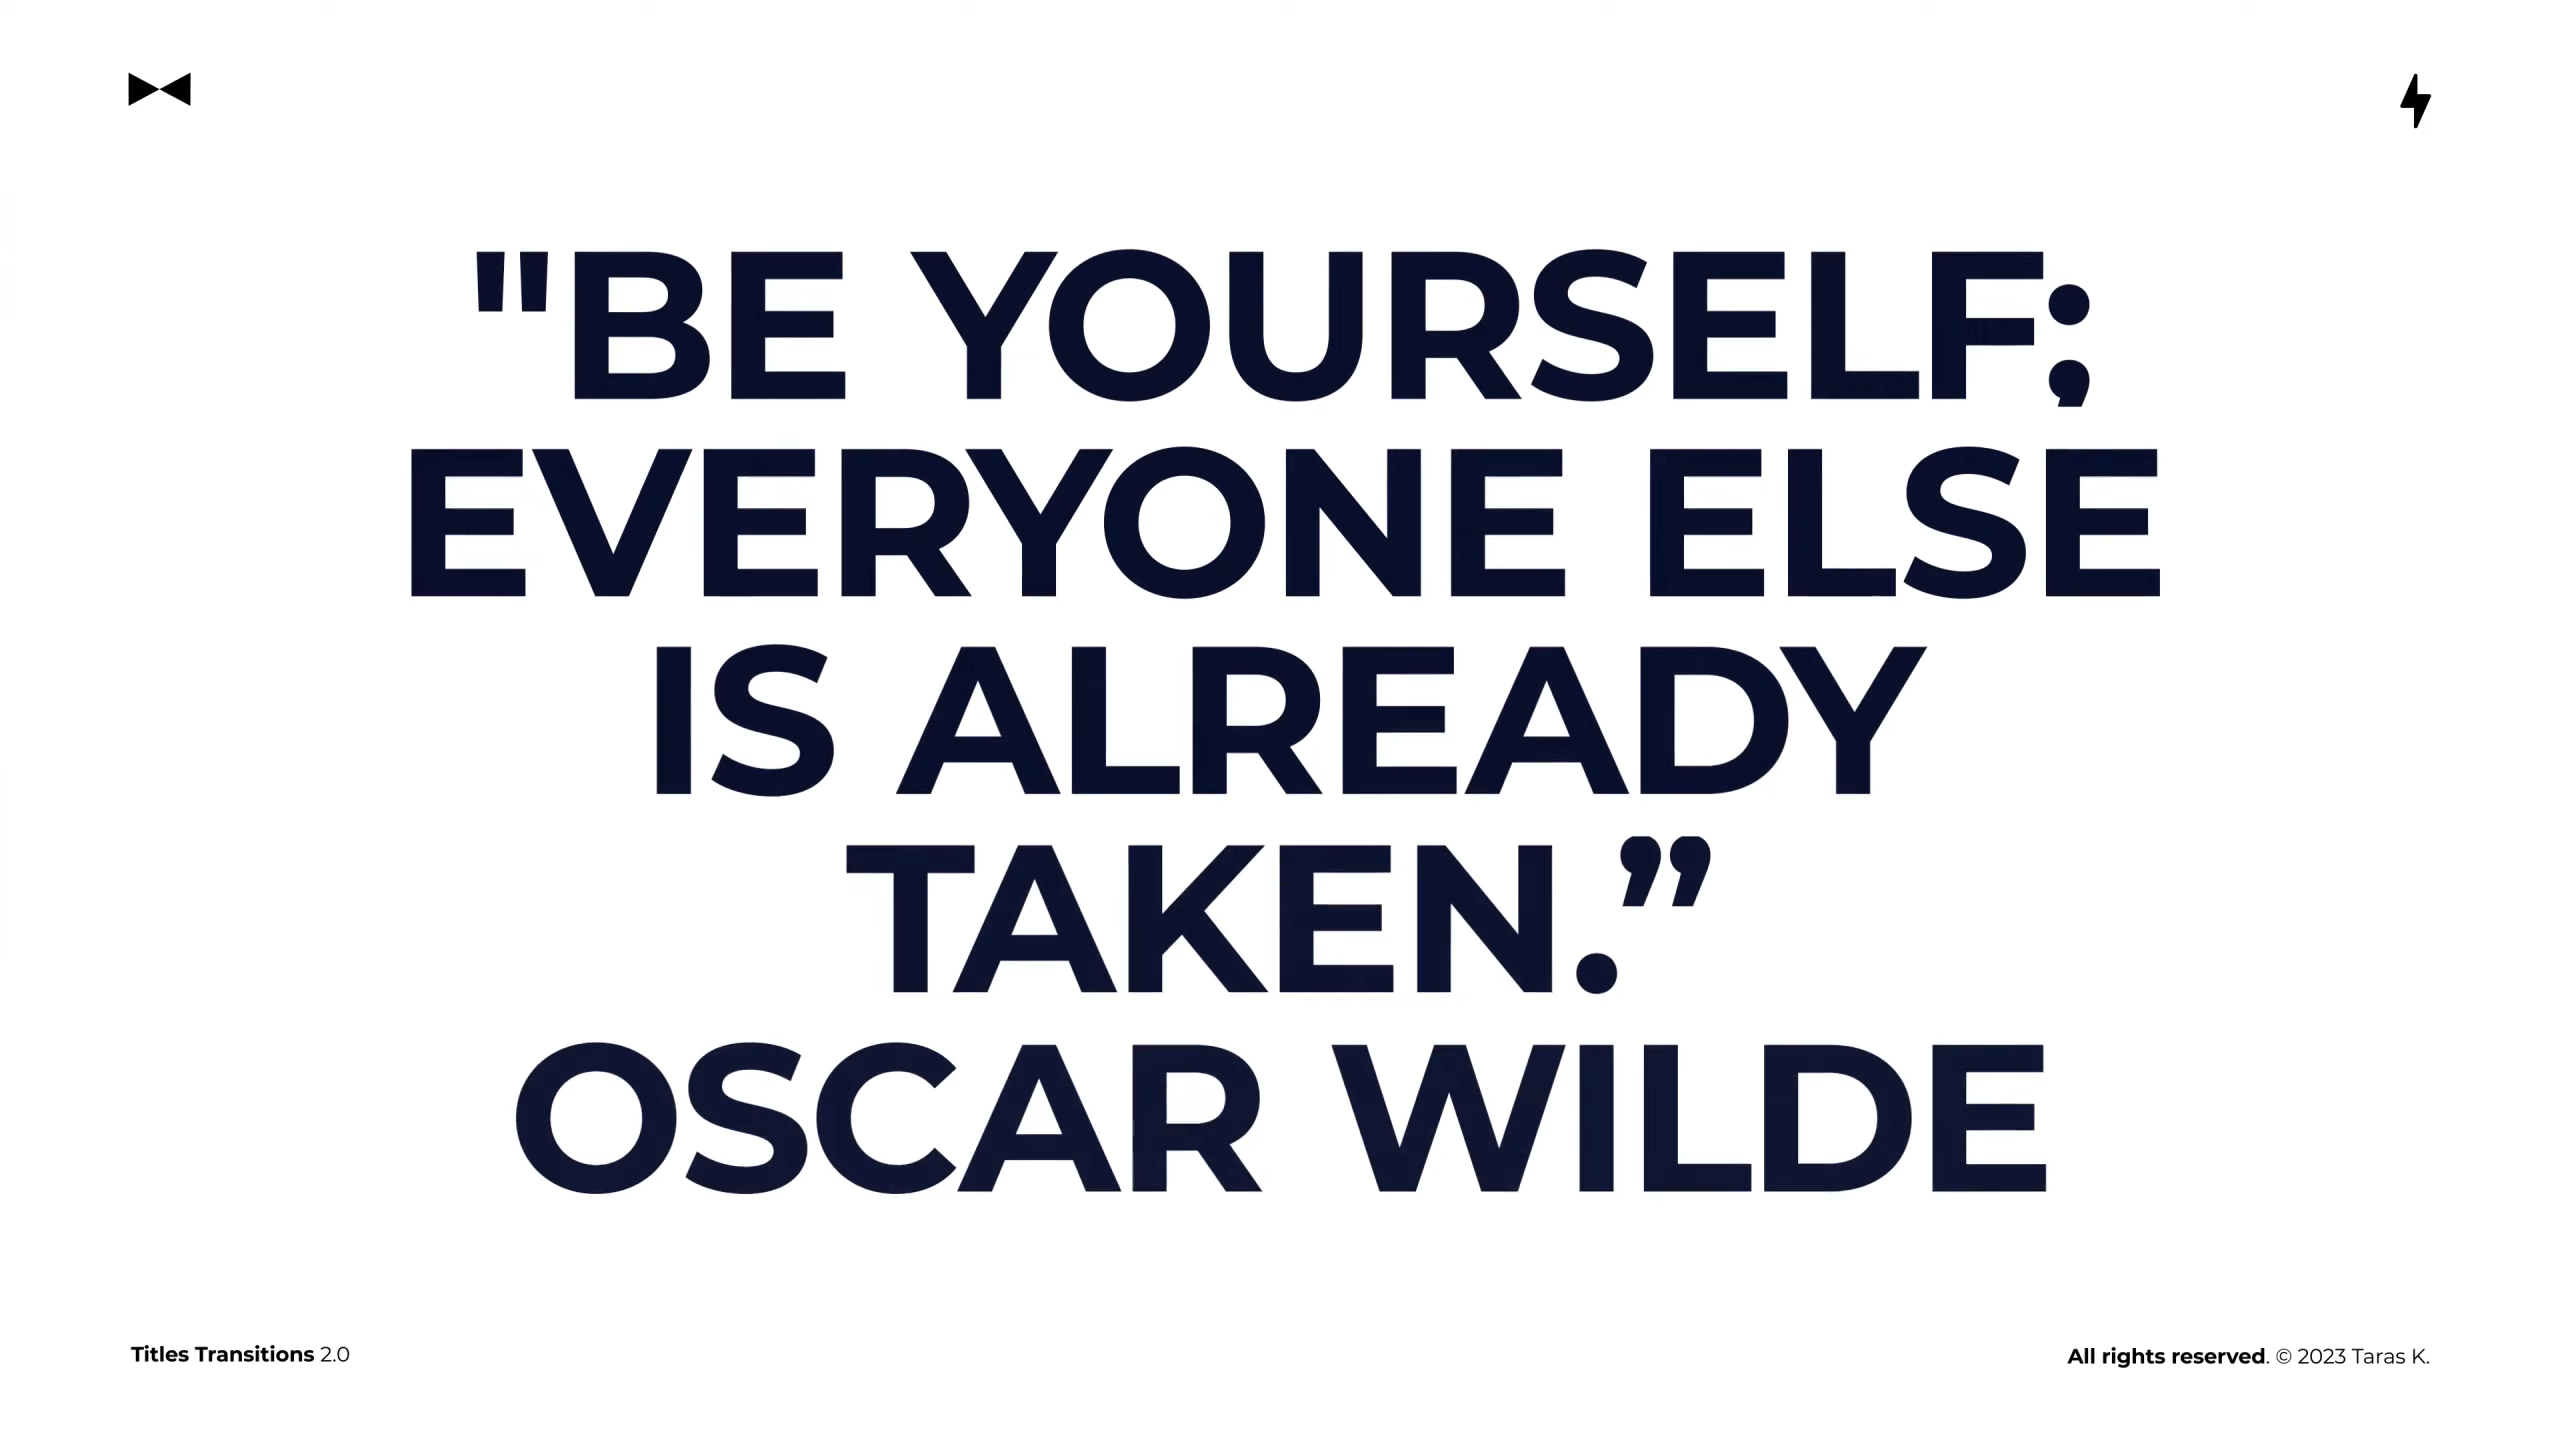 "BE YOURSELF;
EVERYONE ELSE
IS ALREADY
TAKEN.”
OSCAR WILDE
Titles Transitions 2.0
All rights reserved. © 2023 Taras K.